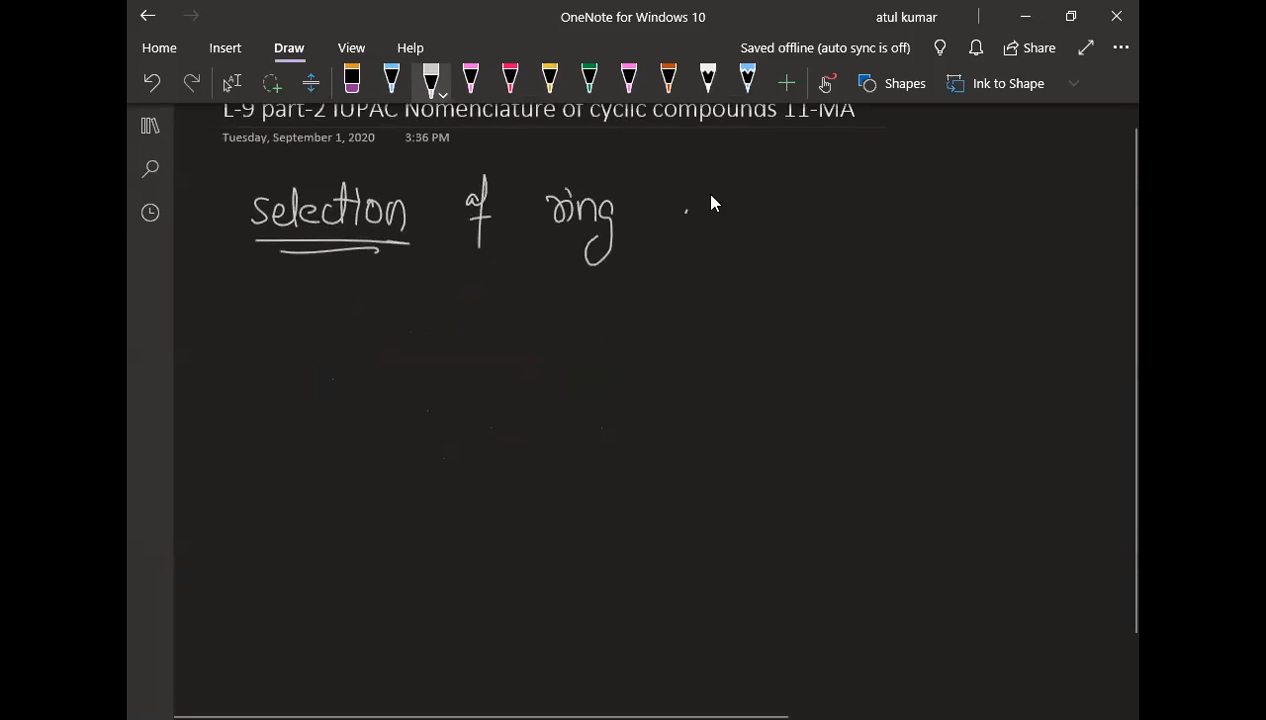 OneNote for Windows 10
atul kumar
Home Insert Draw View Help
Saved offline (auto sync is off)
Share
Shapes
Ink to Shape
L-9 part-2 IUPAC Nomenclature of cyclic compounds 11-MA
Tuesday, September 1, 2020 3:36 PM
selection of ring